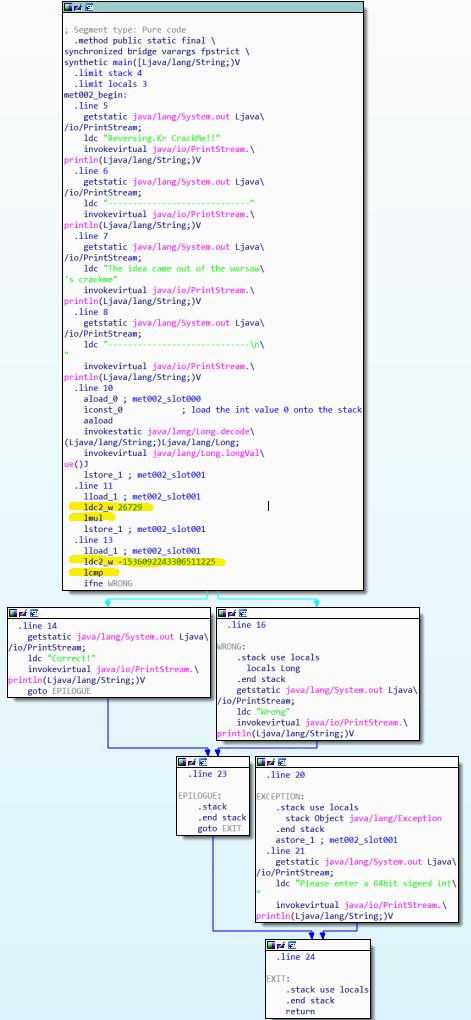 ; Segment type: Pure code
.method public static final \
synchronized bridge varargs fpstrict \
synthetic main([Ljava/lang/String;)V
.limit stack 4
.limit locals 3
met002_begin:
.line 5
getstatic java/lang/System.out Ljava\
/io/PrintStream;
ldc "Reversing.Kr CrackMe!!"
invokevirtual java/io/PrintStream.\
println(Ljava/lang/String;)V
.line 6
getstatic java/lang/System.out Ljava\
/io/PrintStream;
ldc "-----------------------------"
invokevirtual java/io/PrintStream.\
println(Ljava/lang/String;)V
.line 7
getstatic java/lang/System.out Ljava\
/io/PrintStream;
ldc "The idea came out of the warsaw\
's crackme"
invokevirtual java/io/PrintStream.\
println(Ljava/lang/String;)V
.line 8
getstatic java/lang/System.out Ljava\
/io/PrintStream;
ldc "-----------------------------\n\
"
invokevirtual java/io/PrintStream.\
println(Ljava/lang/String;)V
.line 10
aload_0 ; met002_slot000
iconst_0 ; load the int value 0 onto the stack
aaload
invokestatic java/lang/Long.decode\
(Ljava/lang/String;)Ljava/lang/Long;
invokevirtual java/lang/Long.longVal\
ue()J
lstore_1 ; met002_slot001
.line 11
lload_1 ; met002_slot001
ldc2_w 26729
lmul
lstore_1 ; met002_slot001
.line 13
lload_1 ; met002_slot001
ldc2_w -1536092243306511225
lcmp
ifne WRONG
.line 14
getstatic java/lang/System.out Ljava\
/io/PrintStream;
ldc "Correct!"
invokevirtual java/io/PrintStream.\
println(Ljava/lang/String;)V
goto EPILOGUE
.line 16
WRONG:
.stack use locals
locals Long
.end stack
getstatic java/lang/System.out Ljava\
/io/PrintStream;
ldc "Wrong"
invokevirtual java/io/PrintStream.\
println(Ljava/lang/String;)V
.line 23
EPILOGUE:
.stack
.end stack
goto EXIT
.line 20
EXCEPTION:
.stack use locals
stack Object java/lang/Exception
.end stack
astore_1 ; met002_slot001
.line 21
getstatic java/lang/System.out Ljava\
/io/PrintStream;
ldc "Please enter a 64bit signed int\
"
invokevirtual java/io/PrintStream.\
println(Ljava/lang/String;)V
.line 24
EXIT:
.stack use locals
.end stack
return